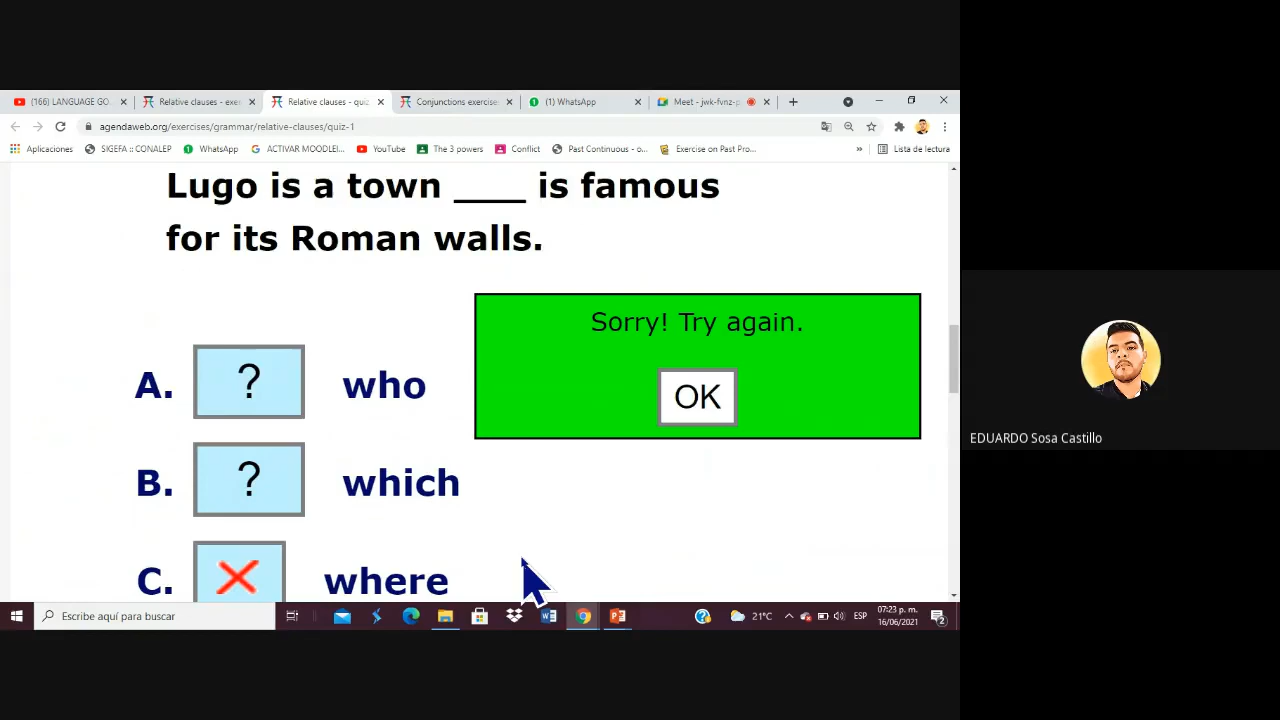 (166) LANGUAGE GO
Relative clauses - exe
Relative clauses - quiz
Conjunctions exercise
(1) WhatsApp
Meet - jwk-fvnz-p
agendaweb.org/exercises/grammar/relative-clauses/quiz-1
Aplicaciones
SIGEFA :: CONALEP
WhatsApp
ACTIVAR MOODLEI...
YouTube
The 3 powers
Conflict
Past Continuous - o...
Exercise on Past Pro...
»
Lista de lectura
Lugo is a town ____ is famous
for its Roman walls.
Sorry! Try again.
OK
A. ? who
B. ? which
C. where
EDUARDO Sosa Castillo
Escribe aquí para buscar
21°C
ESP
07:23 p. m.
16/06/2021
2